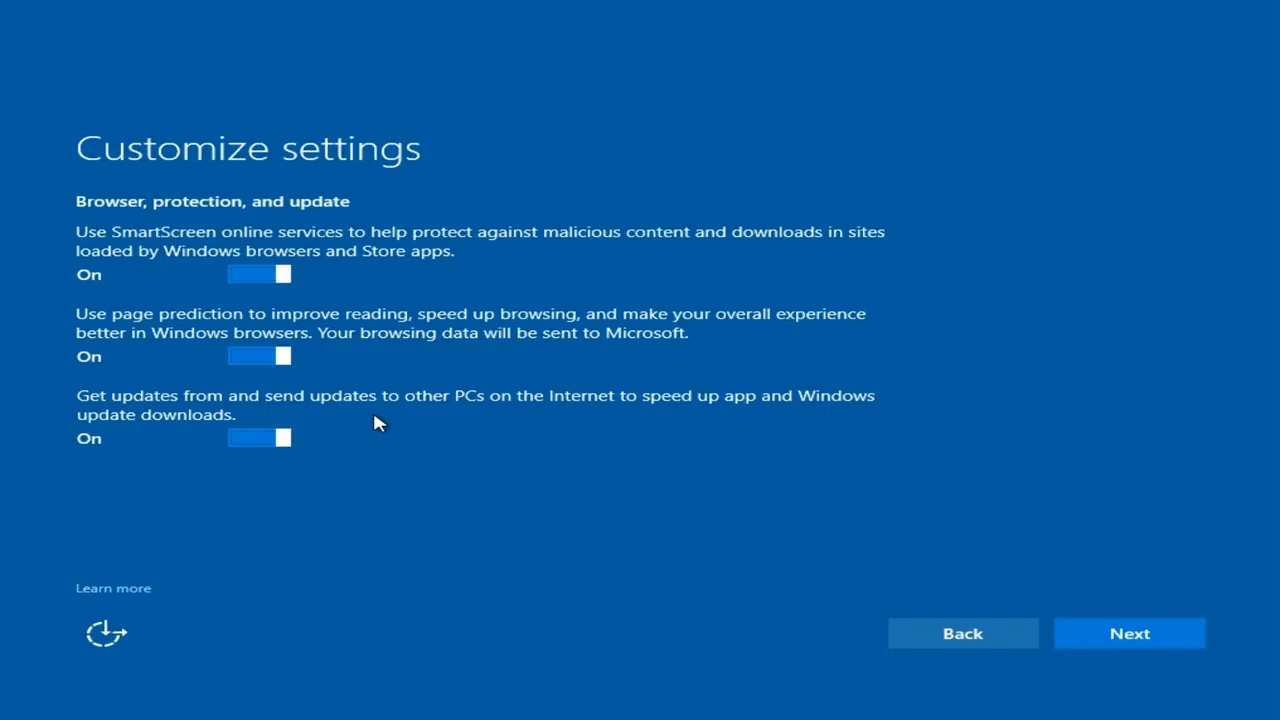 Customize settings
Browser, protection, and update
Use SmartScreen online services to help protect against malicious content and downloads in sites
loaded by Windows browsers and Store apps.
On
Use page prediction to improve reading, speed up browsing, and make your overall experience
better in Windows browsers. Your browsing data will be sent to Microsoft.
On
Get updates from and send updates to other PCs on the Internet to speed up app and Windows
update downloads.
On
Learn more
Back
Next